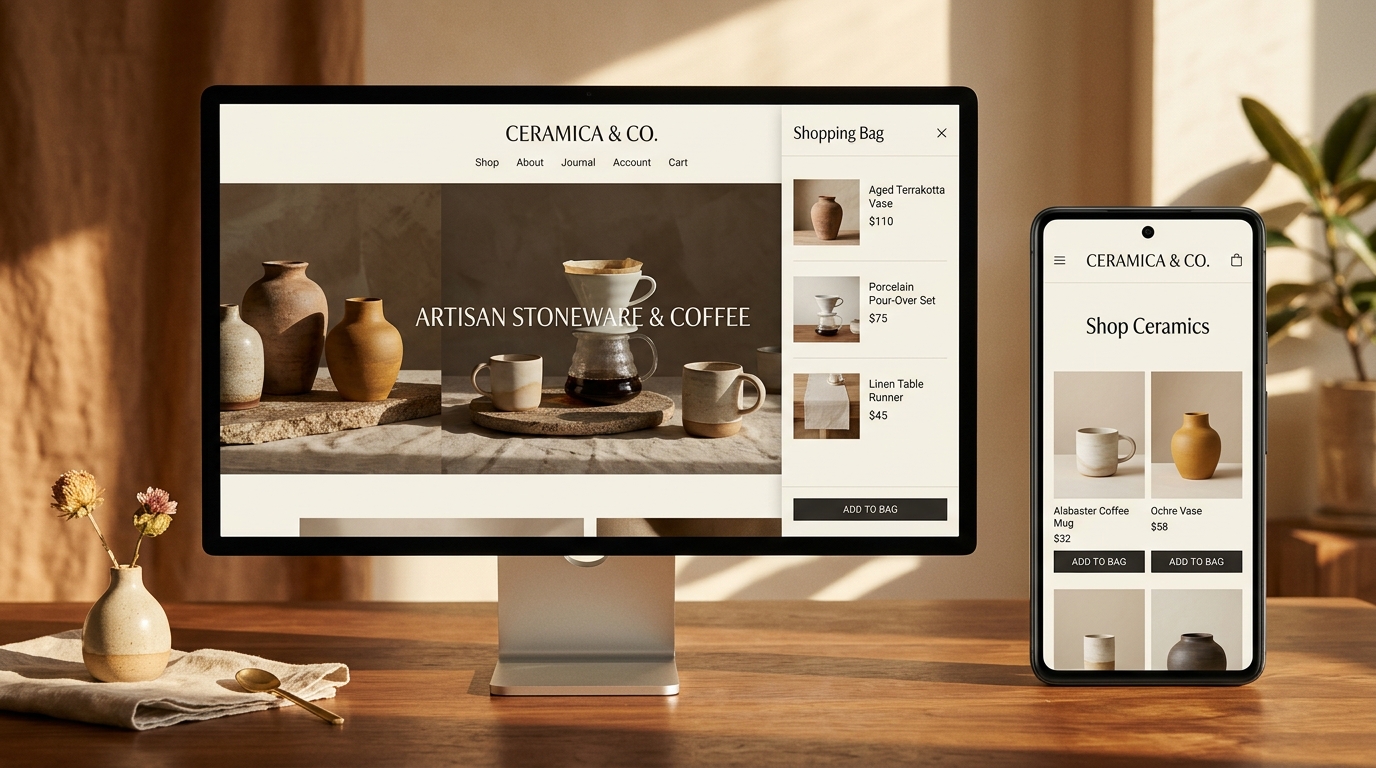 CERAMICA & CO.
Shop About Journal Account Cart
ARTISAN STONEWARE & COFFEE
Shopping Bag
Aged Terrakotta
Vase
$110
Porcelain
Pour-Over Set
$75
Linen Table
Runner
$45
ADD TO BAG
CERAMICA & CO.
Shop Ceramics
Alabaster Coffee
Mug
$32
ADD TO BAG
Ochre Vase
$58
ADD TO BAG